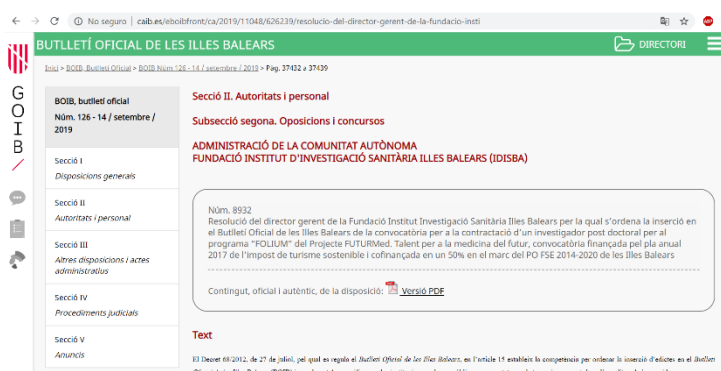 No seguro | caib.es/eboibfront/ca/2019/11048/626239/resolucio-del-director-gerent-de-la-fundacio-insti
BUTLLETÍ OFICIAL DE LES ILLES BALEARS
DIRECTORI
Inici > BOIB, Butlletí Oficial > BOIB Núm 126 - 14 / setembre / 2019 > Pàg. 37432 a 37439
GOIB
BOIB, butlletí oficial
Núm. 126 - 14 / setembre /
2019
Secció I
Disposicions generals
Secció II
Autoritats i personal
Secció III
Altres disposicions i actes
administratius
Secció IV
Procediments judicials
Secció V
Anuncis
Secció II. Autoritats i personal
Subsecció segona. Oposicions i concursos
ADMINISTRACIÓ DE LA COMUNITAT AUTÒNOMA
FUNDACIÓ INSTITUT D'INVESTIGACIÓ SANITÀRIA ILLES BALEARS (IDISBA)
Núm. 8932
Resolució del director gerent de la Fundació Institut Investigació Sanitària Illes Balears per la qual s'ordena la inserció en
el Butlletí Oficial de les Illes Balears de la convocatòria per a la contractació d'un investigador post doctoral per al
programa "FOLIUM" del Projecte FUTURMed. Talent per a la medicina del futur, convocatòria finançada pel pla anual
2017 de l'impost de turisme sostenible i cofinançada en un 50% en el marc del PO FSE 2014-2020 de les Illes Balears
Contingut, oficial i autèntic, de la disposició: Versió PDF
Text
El Decret 68/2012, de 27 de juliol, pel qual es regula el Butlletí Oficial de les Illes Balears, en l'article 15 estableix la competència per ordenar la inserció d'edictes en el Butlletí